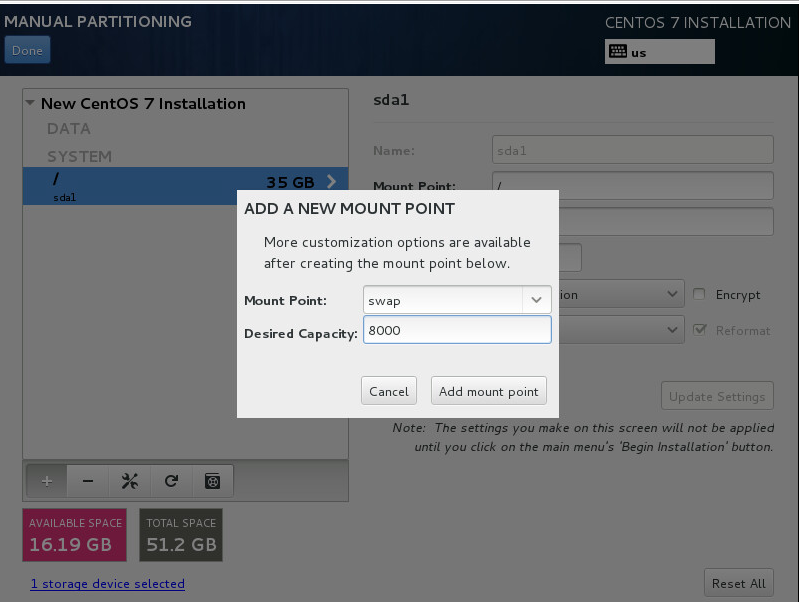 MANUAL PARTITIONING
CENTOS 7 INSTALLATION
Done
us
New CentOS 7 Installation
DATA
SYSTEM
/
35 GB
sda1
sda1
Name:
sda1
Mount Point:
/
ADD A NEW MOUNT POINT
More customization options are available
after creating the mount point below.
Mount Point:
swap
Desired Capacity:
8000
Cancel
Add mount point
Encrypt
Reformat
Update Settings
Note: The settings you make on this screen will not be applied
until you click on the main menu's 'Begin Installation' button.
+
−
AVAILABLE SPACE
16.19 GB
TOTAL SPACE
51.2 GB
1 storage device selected
Reset All